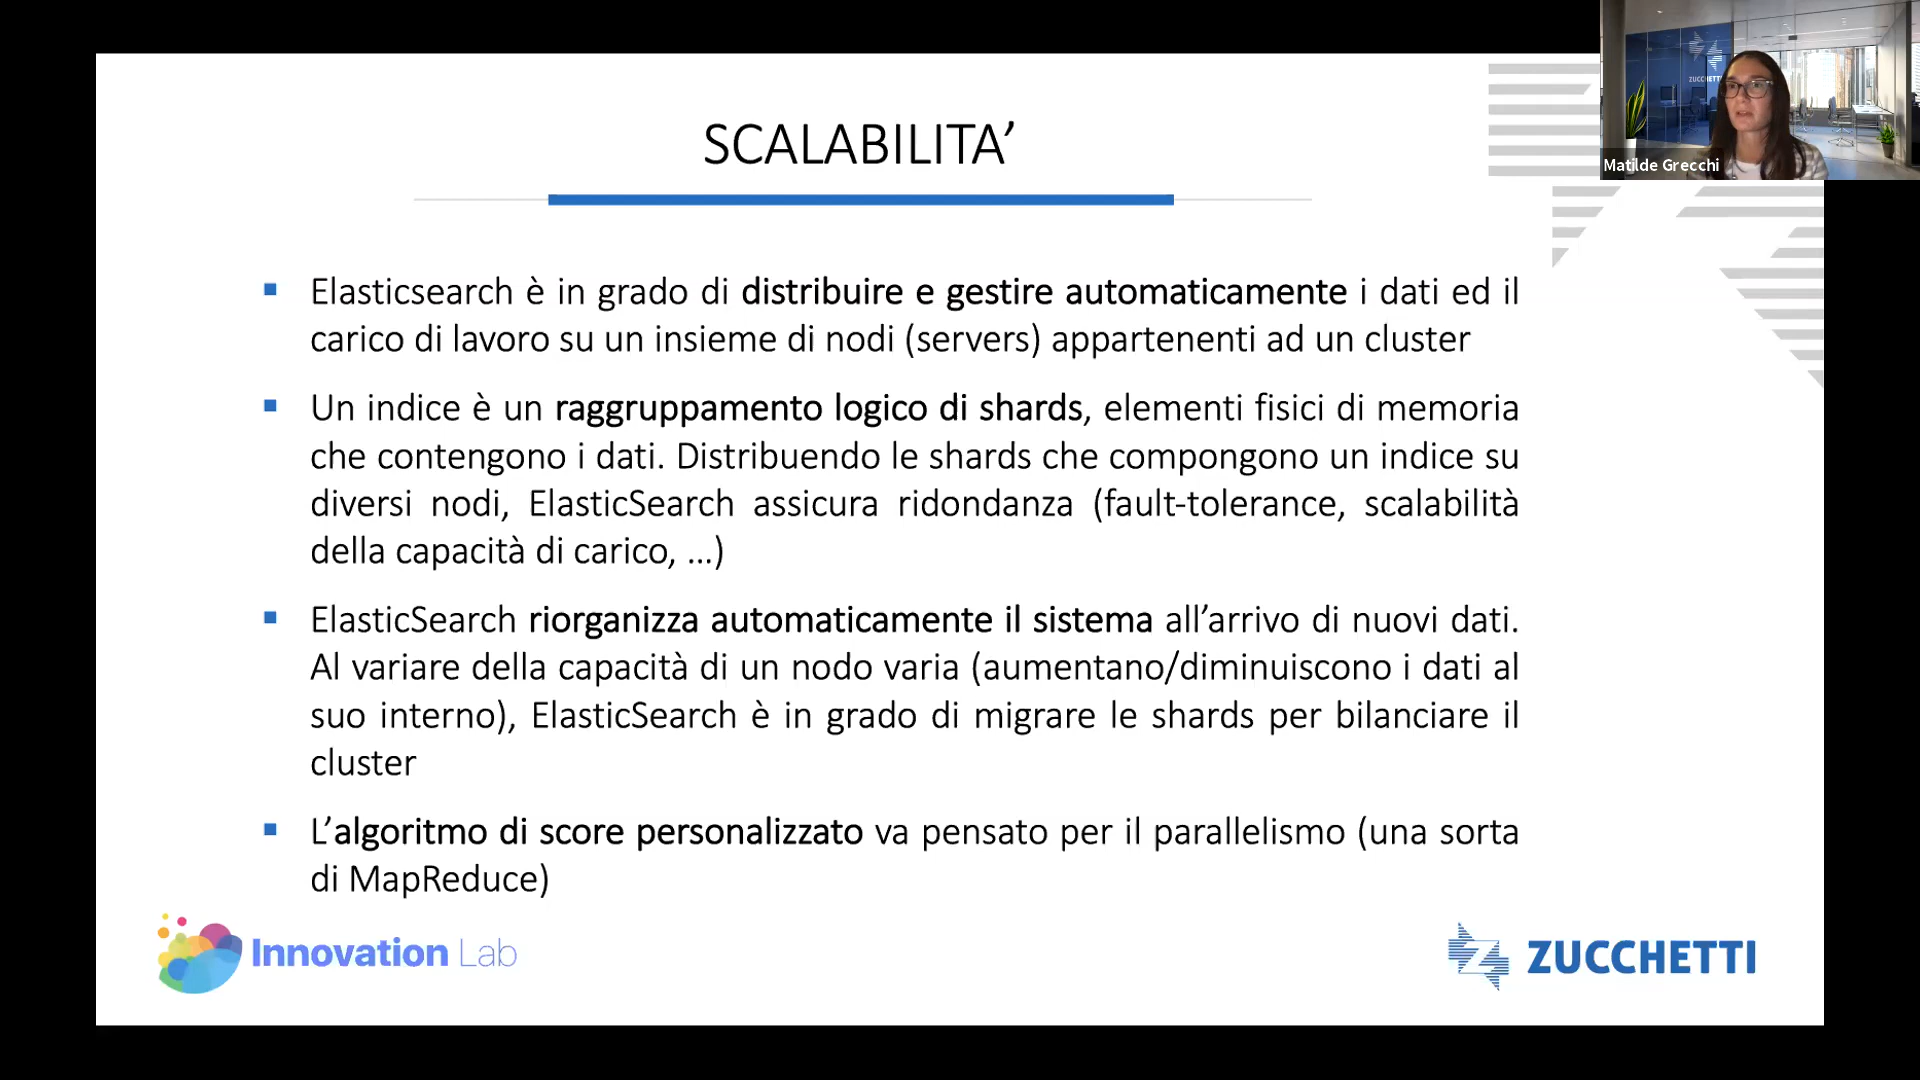 SCALABILITA’
ZUCCHETTI
Matilde Grecchi
▪ Elasticsearch è in grado di distribuire e gestire automaticamente i dati ed il
carico di lavoro su un insieme di nodi (servers) appartenenti ad un cluster
▪ Un indice è un raggruppamento logico di shards, elementi fisici di memoria
che contengono i dati. Distribuendo le shards che compongono un indice su
diversi nodi, ElasticSearch assicura ridondanza (fault-tolerance, scalabilità
della capacità di carico, …)
▪ ElasticSearch riorganizza automaticamente il sistema all’arrivo di nuovi dati.
Al variare della capacità di un nodo varia (aumentano/diminuiscono i dati al
suo interno), ElasticSearch è in grado di migrare le shards per bilanciare il
cluster
▪ L’algoritmo di score personalizzato va pensato per il parallelismo (una sorta
di MapReduce)
Innovation Lab
ZUCCHETTI